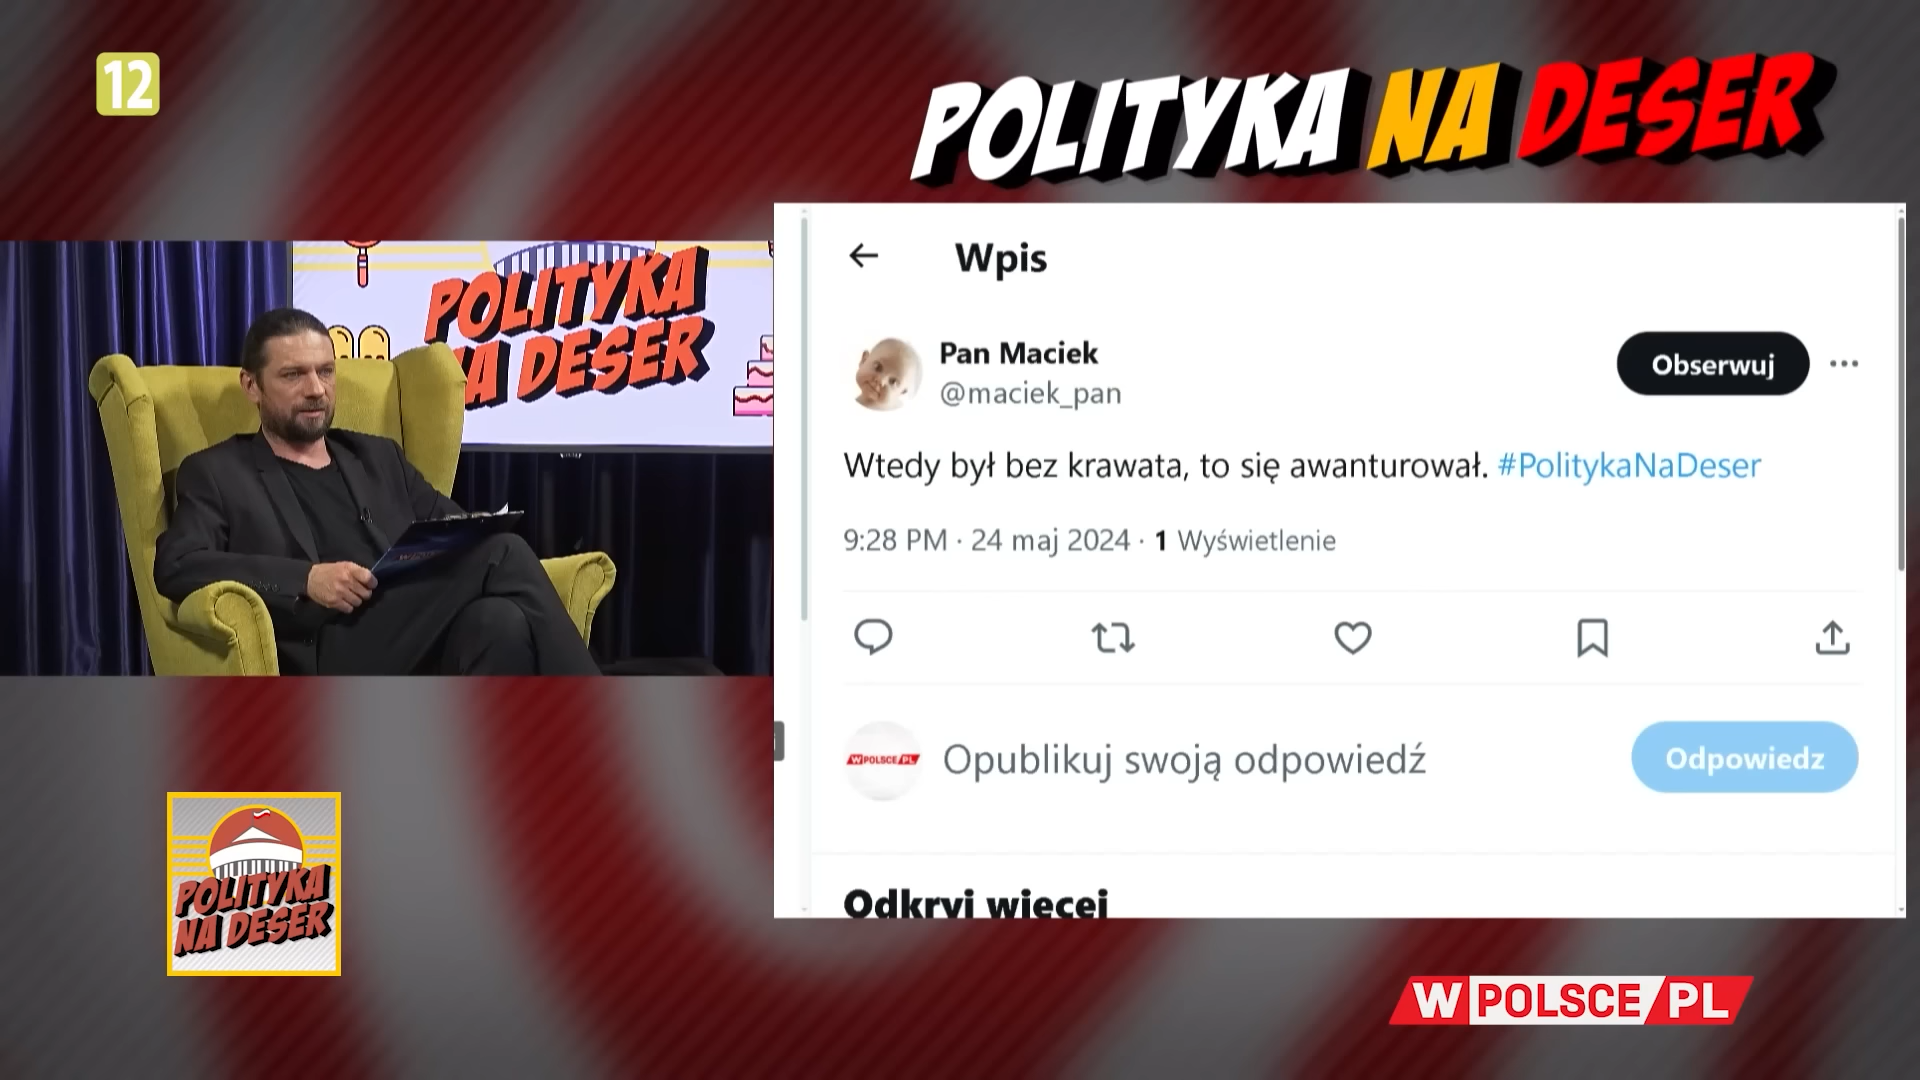 12
POLITYKA NA DESER
POLITYKA
NA DESER
Wpis
Pan Maciek
@maciek_pan
Obserwuj
Wtedy był bez krawata, to się awanturował. #PolitykaNaDeser
9:28 PM · 24 maj 2024 · 1 Wyświetlenie
WPOLSCE/PL
Opublikuj swoją odpowiedź
Odpowiedz
Odkryj więcej
POLITYKA
NA DESER
W POLSCE/PL